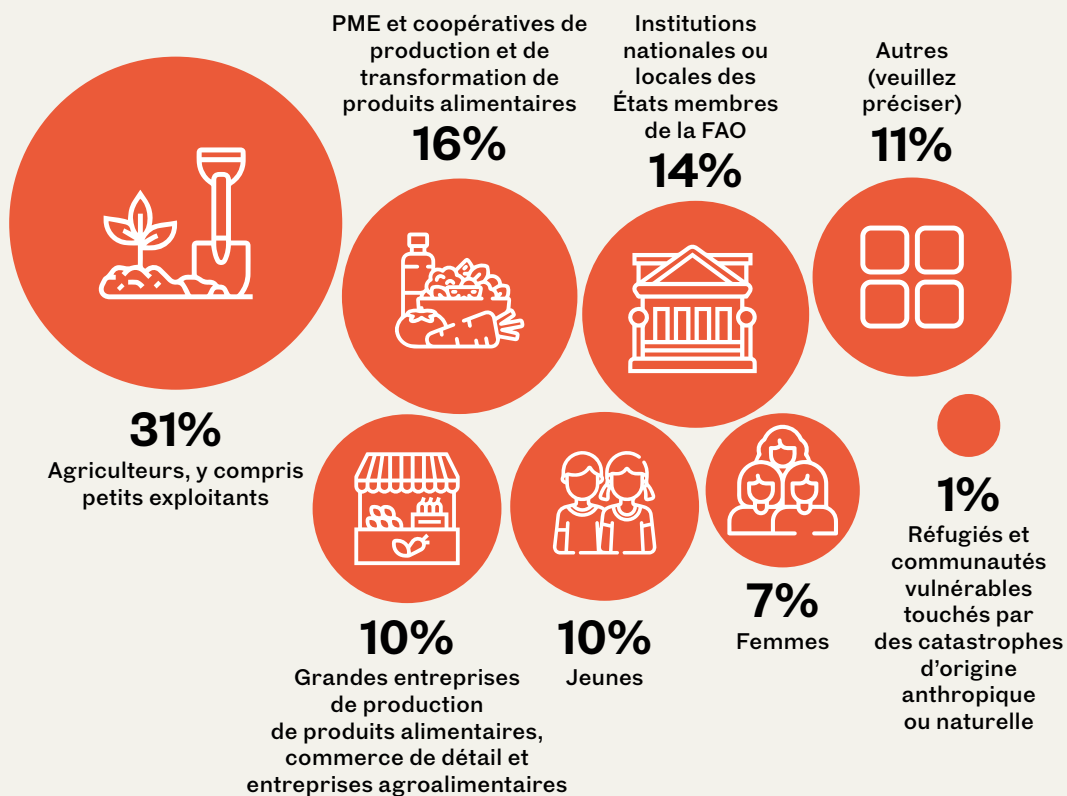 PME et coopératives de
production et de
transformation de
produits alimentaires
16%
Institutions
nationales ou
locales des
États membres
de la FAO
14%
Autres
(veuillez
préciser)
11%
31%
Agriculteurs, y compris
petits exploitants
10%
Grandes entreprises
de production
de produits alimentaires,
commerce de détail et
entreprises agroalimentaires
10%
Jeunes
7%
Femmes
1%
Réfugiés et
communautés
vulnérables
touchés par
des catastrophes
d’origine
anthropique
ou naturelle